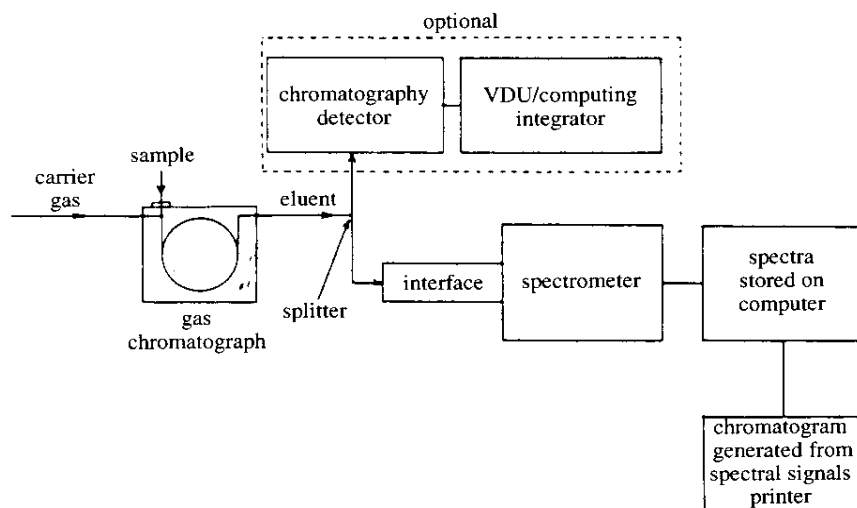 optional
chromatography
detector
VDU/computing
integrator
sample
carrier
gas
eluent
splitter
gas
chromatograph
interface
spectrometer
spectra
stored on
computer
chromatogram
generated from
spectral signals
printer